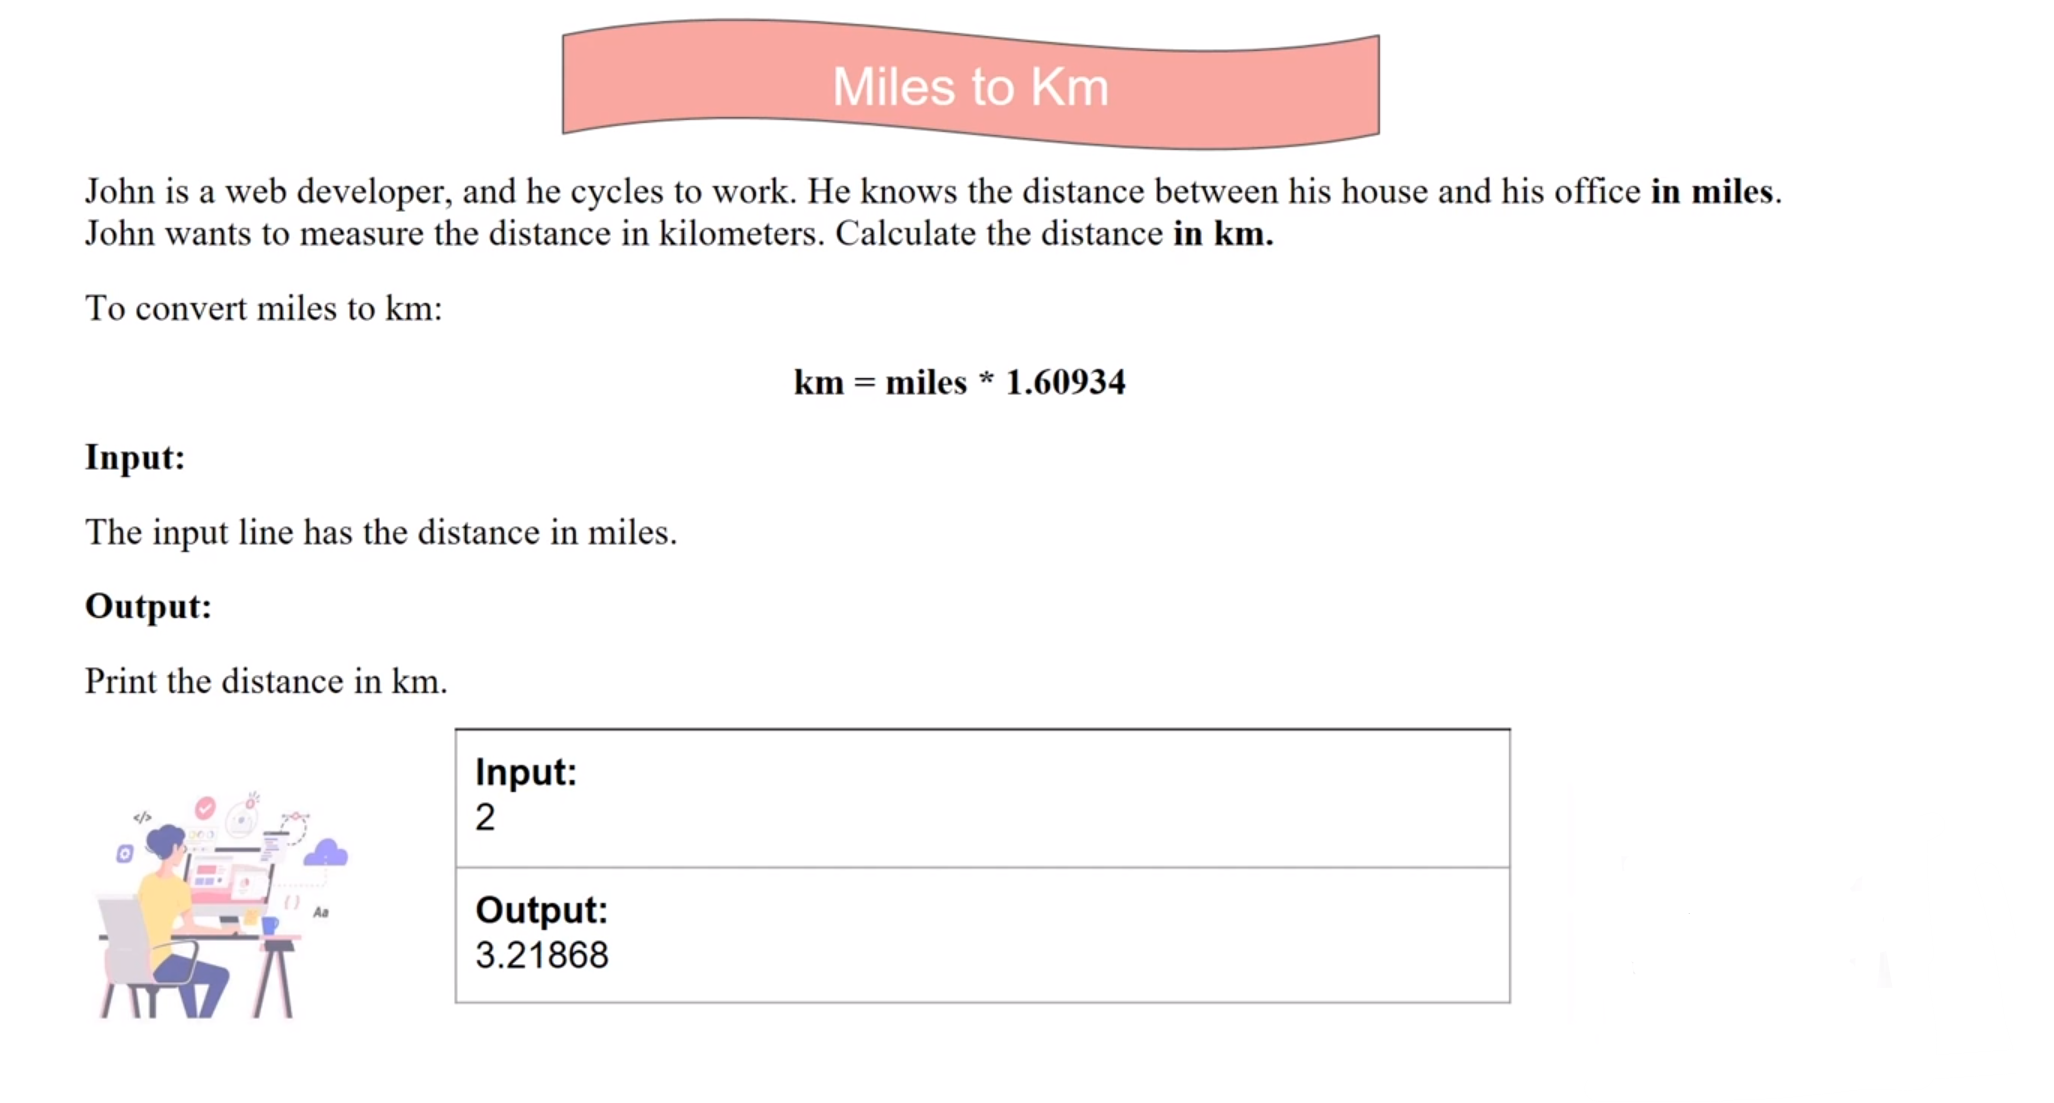 Miles to Km
John is a web developer, and he cycles to work. He knows the distance between his house and his office in miles.
John wants to measure the distance in kilometers. Calculate the distance in km.
To convert miles to km:
km = miles * 1.60934
Input:
The input line has the distance in miles.
Output:
Print the distance in km.
Input:
2
Output:
3.21868
</>
{ }
Aa